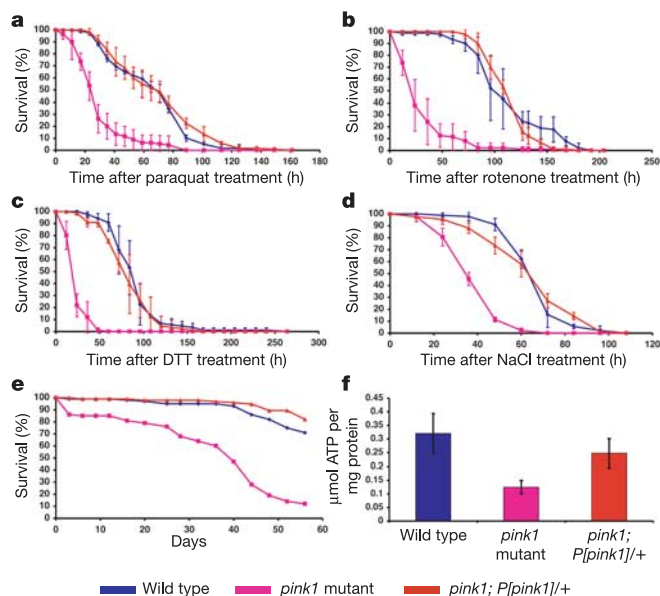 a
Survival (%)
100
90
80
70
60
50
40
30
20
10
0
0 20 40 60 80 100 120 140 160 180
Time after paraquat treatment (h)
b
Survival (%)
100
90
80
70
60
50
40
30
20
10
0
0 50 100 150 200 250
Time after rotenone treatment (h)
c
Survival (%)
100
90
80
70
60
50
40
30
20
10
0
0 50 100 150 200 250 300
Time after DTT treatment (h)
d
Survival (%)
100
90
80
70
60
50
40
30
20
10
0
0 20 40 60 80 100 120
Time after NaCl treatment (h)
e
Survival (%)
100
90
80
70
60
50
40
30
20
10
0
0 10 20 30 40 50 60
Days
f
µmol ATP per
mg protein
0.45
0.4
0.35
0.3
0.25
0.2
0.15
0.1
0.05
0
Wild type
pink1
mutant
pink1;
P[pink1]/+
Wild type pink1 mutant pink1; P[pink1]/+